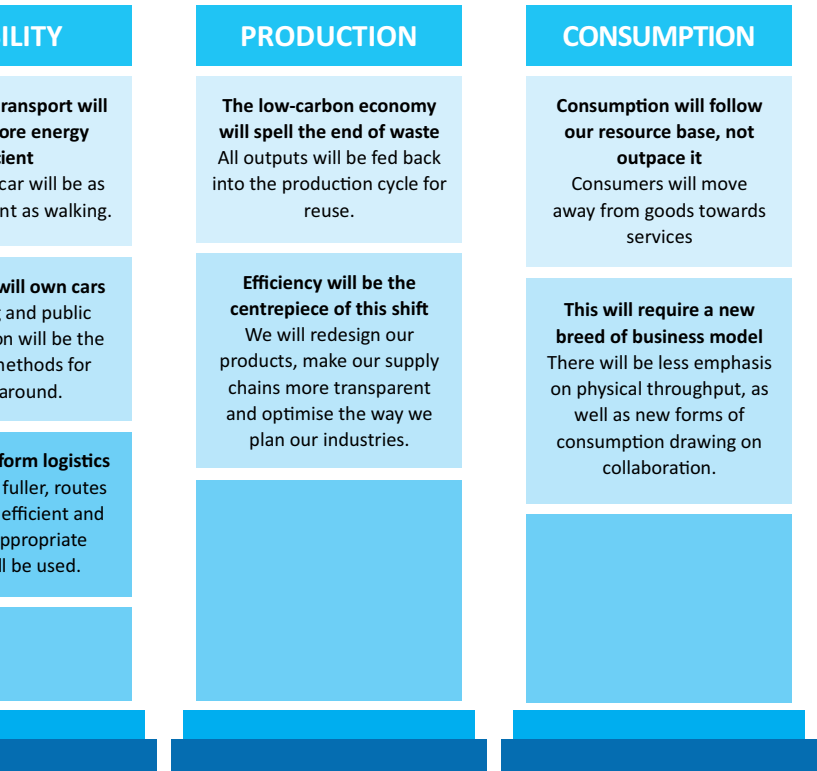 ILITY
ransport will
ore energy
cient
car will be as
nt as walking.
will own cars
and public
on will be the
methods for
around.
form logistics
fuller, routes
efficient and
ppropriate
ll be used.
PRODUCTION
The low-carbon economy
will spell the end of waste
All outputs will be fed back
into the production cycle for
reuse.
Efficiency will be the
centrepiece of this shift
We will redesign our
products, make our supply
chains more transparent
and optimise the way we
plan our industries.
CONSUMPTION
Consumption will follow
our resource base, not
outpace it
Consumers will move
away from goods towards
services
This will require a new
breed of business model
There will be less emphasis
on physical throughput, as
well as new forms of
consumption drawing on
collaboration.